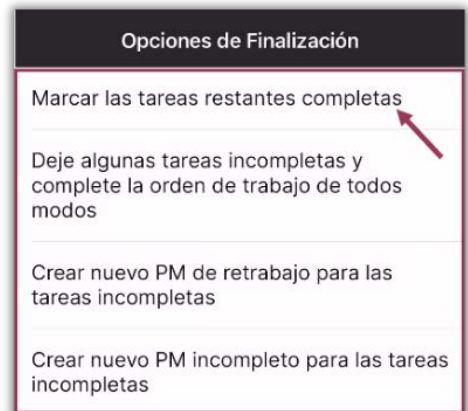 Opciones de Finalización
Marcar las tareas restantes completas
Deje algunas tareas incompletas y
complete la orden de trabajo de todos
modos
Crear nuevo PM de retrabajo para las
tareas incompletas
Crear nuevo PM incompleto para las tareas
incompletas